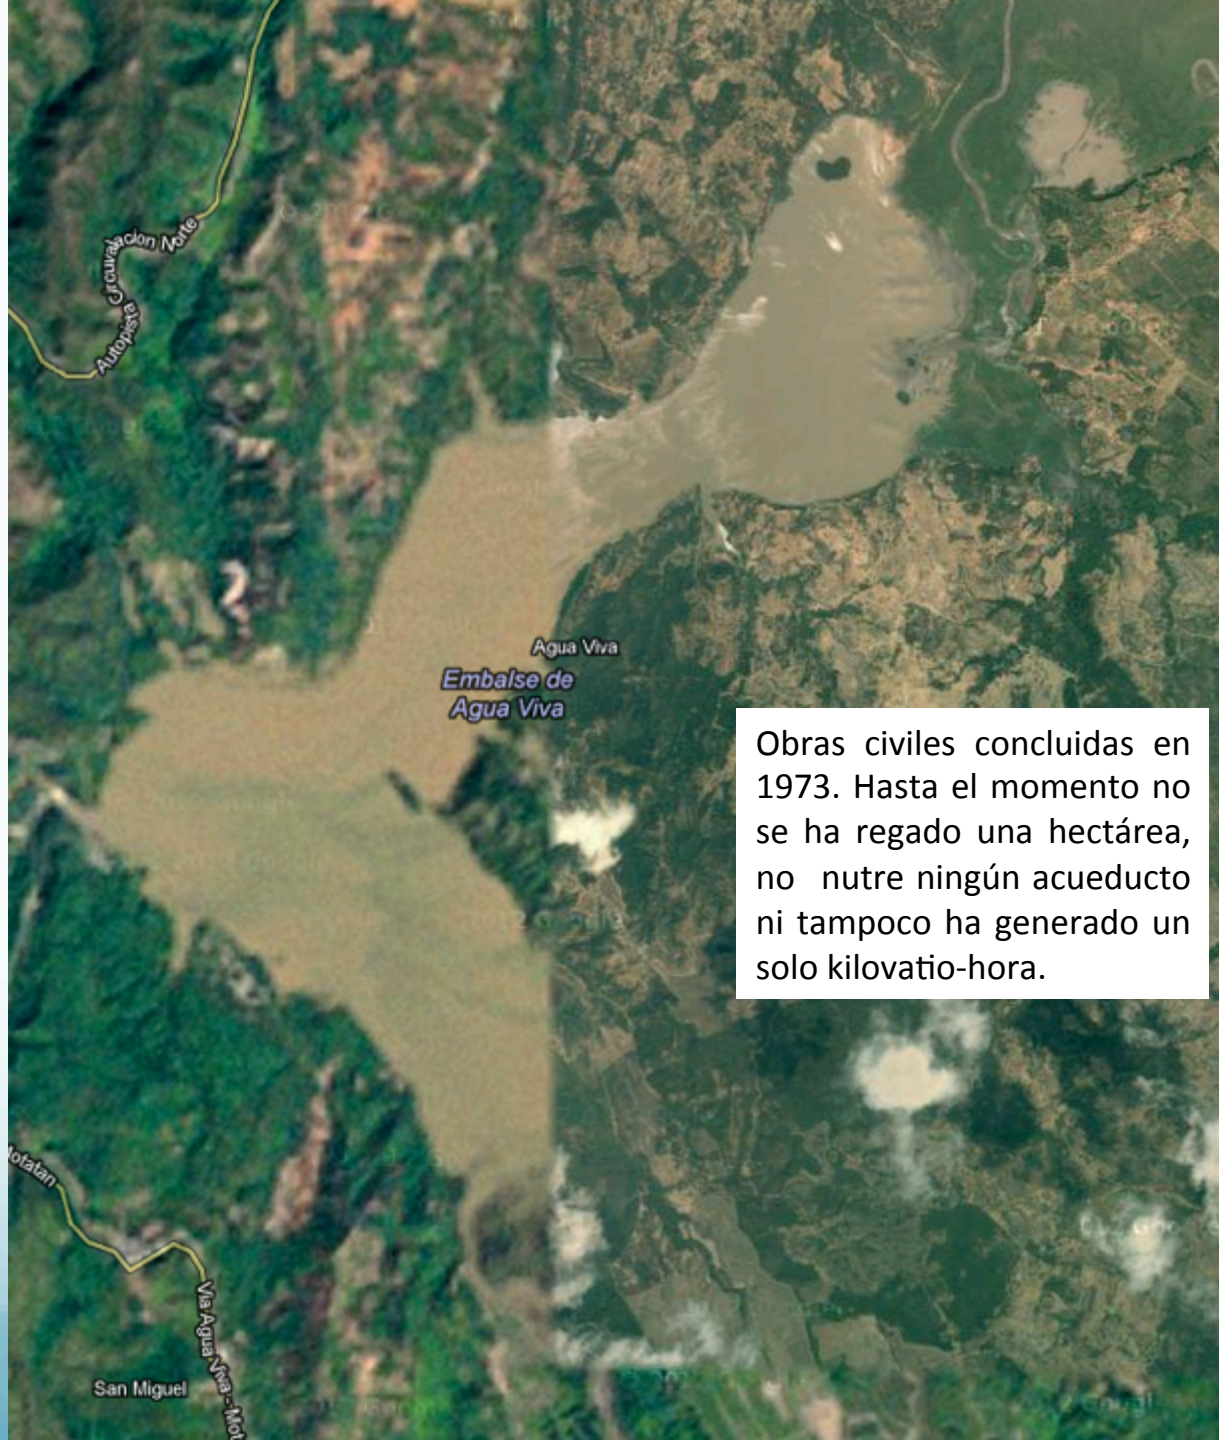 Autopista Circunvalacion Norte
Agua Viva
Embalse de
Agua Viva
Obras civiles concluidas en
1973. Hasta el momento no
se ha regado una hectárea,
no nutre ningún acueducto
ni tampoco ha generado un
solo kilovatio-hora.
Motatan
Via Agua Viva - Mot
San Miguel